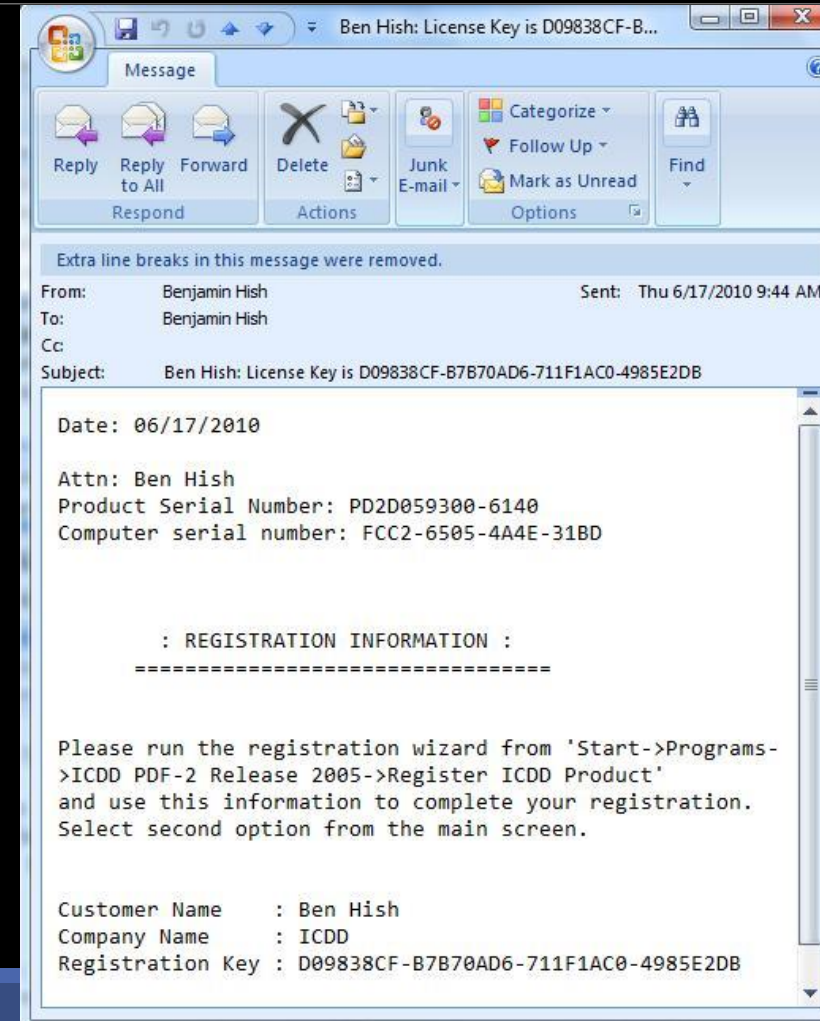 Ben Hish: License Key is D09838CF-B...
Message
Reply
Reply to All
Forward
Delete
Junk E-mail
Categorize
Follow Up
Mark as Unread
Find
Respond
Actions
Options
Extra line breaks in this message were removed.
From: Benjamin Hish Sent: Thu 6/17/2010 9:44 AM
To: Benjamin Hish
Cc:
Subject: Ben Hish: License Key is D09838CF-B7B70AD6-711F1AC0-4985E2DB
Date: 06/17/2010
Attn: Ben Hish
Product Serial Number: PD2D059300-6140
Computer serial number: FCC2-6505-4A4E-31BD
: REGISTRATION INFORMATION :
=================================
Please run the registration wizard from 'Start->Programs-
>ICDD PDF-2 Release 2005->Register ICDD Product'
and use this information to complete your registration.
Select second option from the main screen.
Customer Name : Ben Hish
Company Name : ICDD
Registration Key : D09838CF-B7B70AD6-711F1AC0-4985E2DB